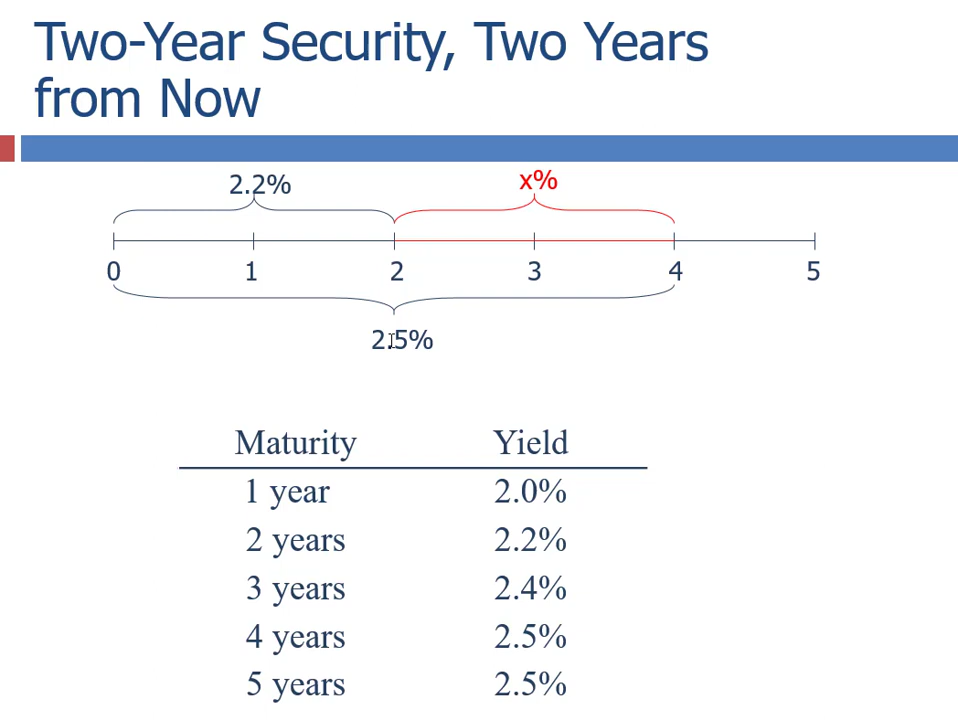 Two-Year Security, Two Years
from Now
2.2% x%
0 1 2 3 4 5
2.5%
Maturity Yield
1 year 2.0%
2 years 2.2%
3 years 2.4%
4 years 2.5%
5 years 2.5%